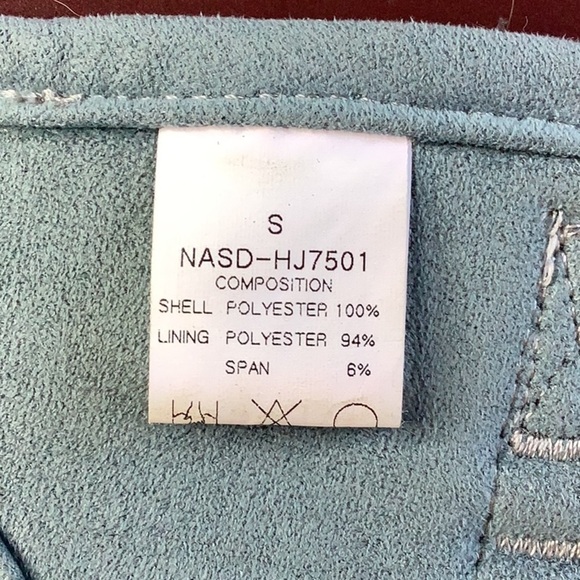 S
NASD-HJ7501
COMPOSITION
SHELL POLYESTER 100%
LINING POLYESTER 94%
SPAN 6%